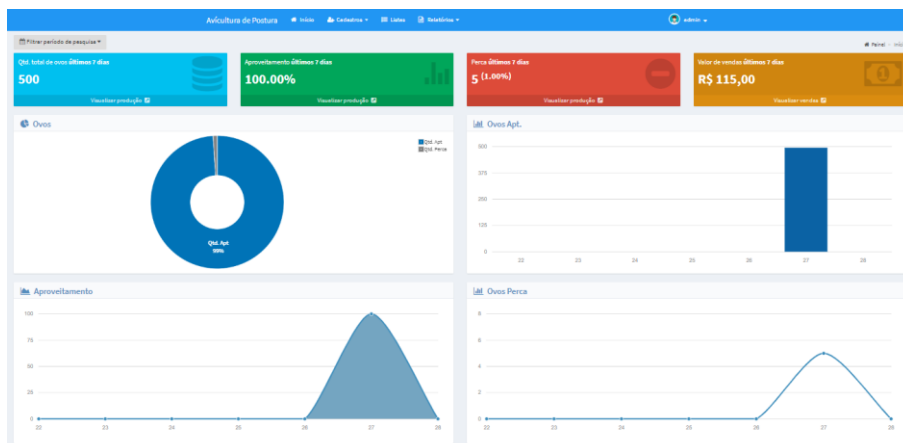 Avicultura de Postura Início Cadastros Listas Relatórios admin
Filtrar período de pesquisa
Painel Iníc
Qtd. total de ovos últimos 7 dias
500
Visualizar produção
Aproveitamento últimos 7 dias
100.00%
Visualizar produção
Perca últimos 7 dias
5 (1.00%)
Visualizar produção
Valor de vendas últimos 7 dias
R$ 115,00
Visualizar vendas
Ovos
Qtd. Apt
Qtd. Perca
Qtd. Apt
99%
Ovos Apt.
500
375
250
125
0
22 23 24 25 26 27 28
Aproveitamento
100
75
50
25
0
22 23 24 25 26 27 28
Ovos Perca
8
6
4
2
0
22 23 24 25 26 27 28